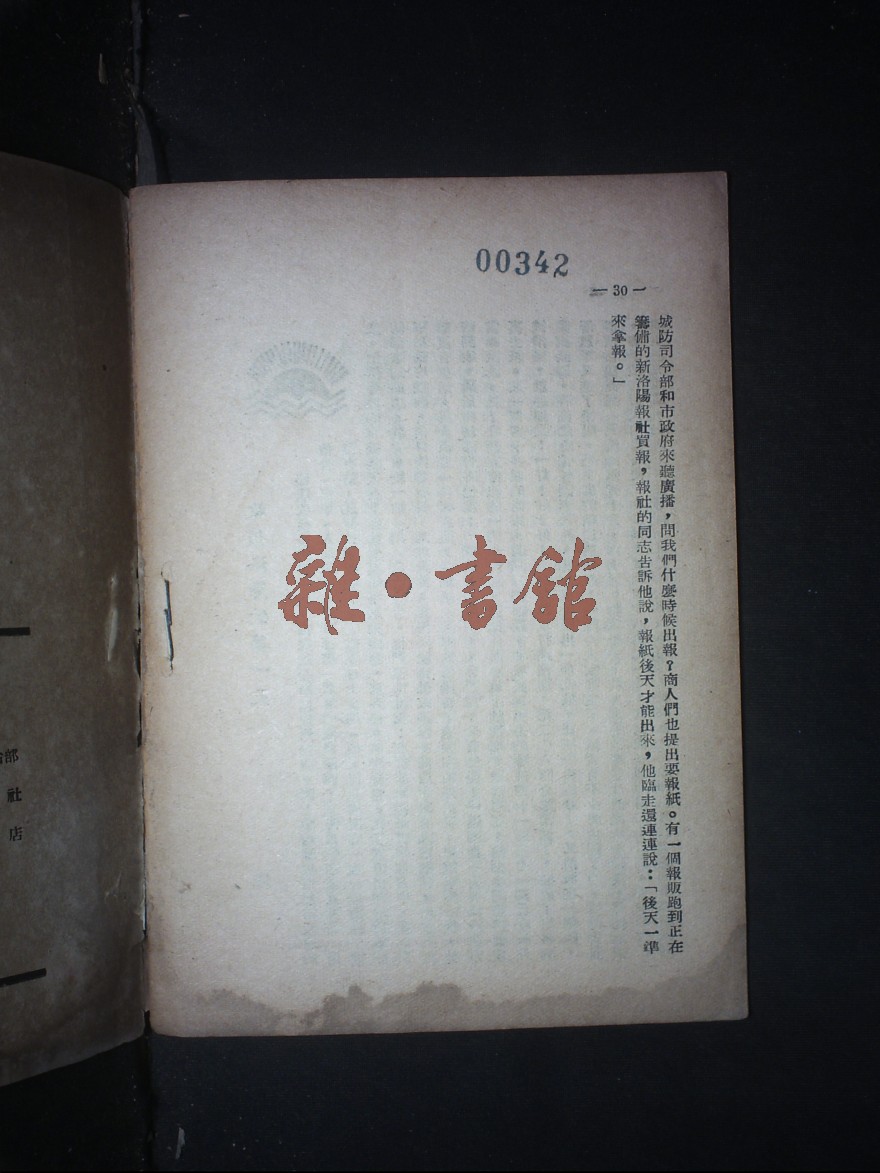 00342
— 30 —
城防司令部和市政府來聽廣播，問我們什麼時候出報？商人們也提出要報紙。有一個報販跑到正在
籌備的新洛陽報社買報，報社的同志告訴他說，報紙後天才能出來，他臨走還連連說：「後天一準
來拿報。」
雜·書館
部
社
店